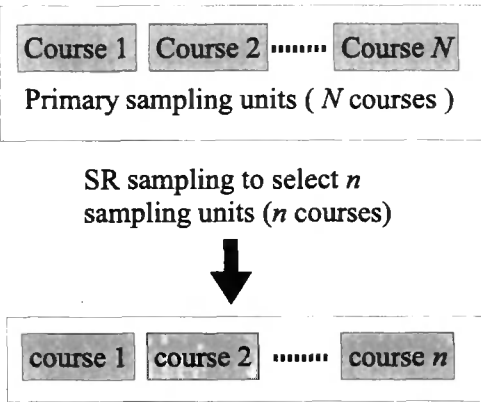 Course 1 Course 2 ........ Course N
Primary sampling units ( N courses )
SR sampling to select n
sampling units (n courses)
course 1 course 2 ........ course n